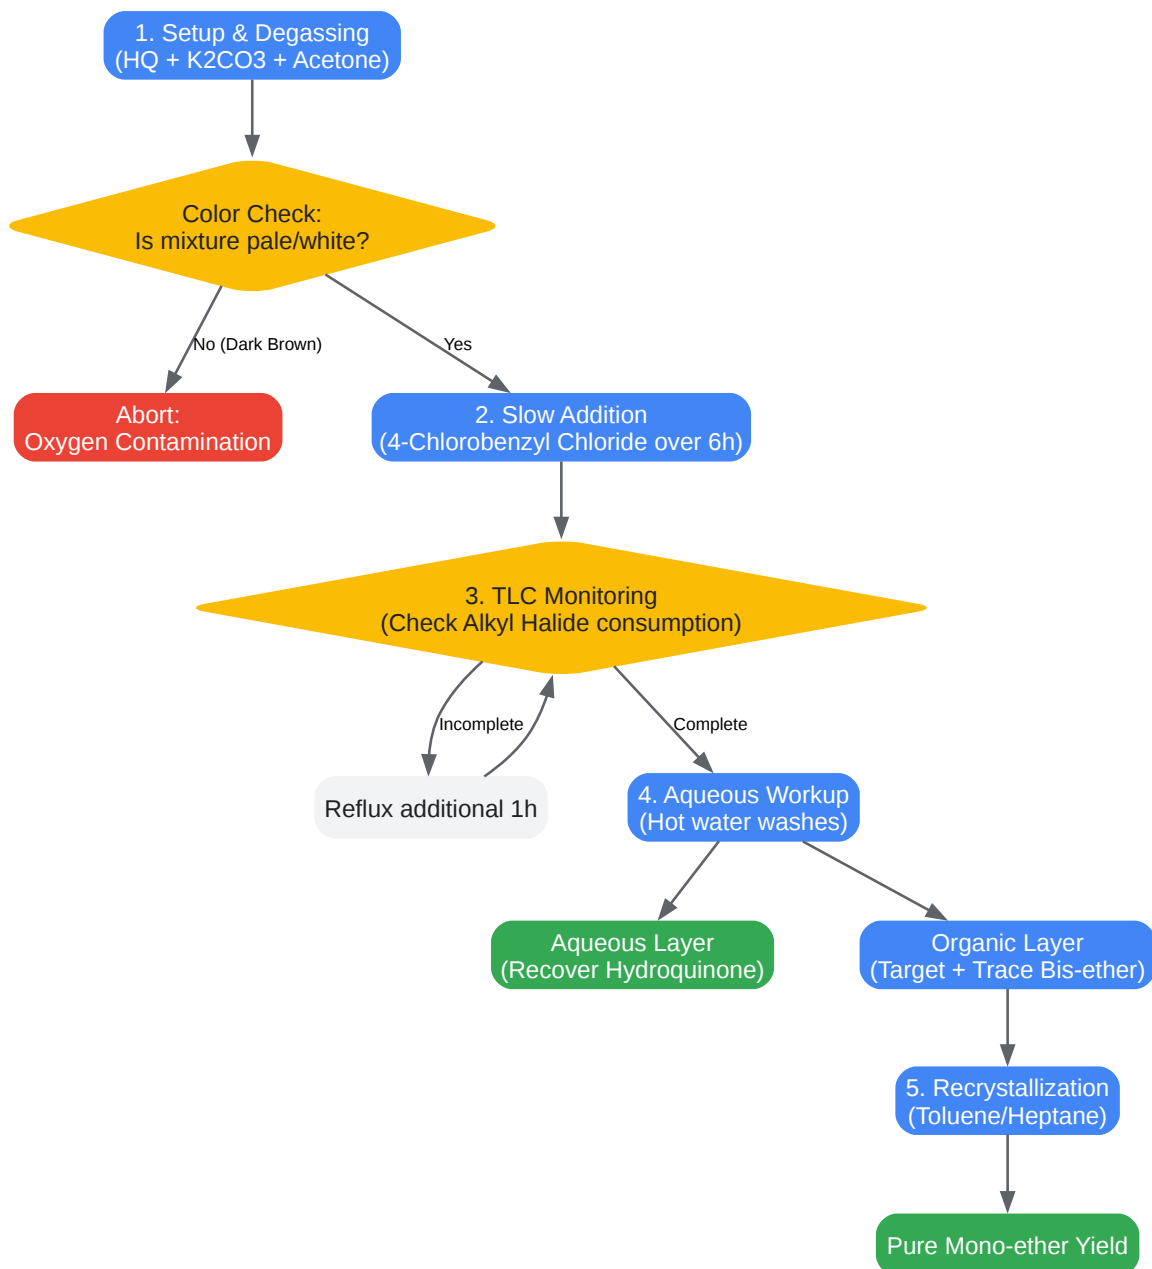 1. Setup & Degassing
(HQ + K2CO3 + Acetone)
Color Check:
Is mixture pale/white?
No (Dark Brown)
Yes
Abort:
Oxygen Contamination
2. Slow Addition
(4-Chlorobenzyl Chloride over 6h)
3. TLC Monitoring
(Check Alkyl Halide consumption)
Incomplete
Complete
Reflux additional 1h
4. Aqueous Workup
(Hot water washes)
Aqueous Layer
(Recover Hydroquinone)
Organic Layer
(Target + Trace Bis-ether)
5. Recrystallization
(Toluene/Heptane)
Pure Mono-ether Yield